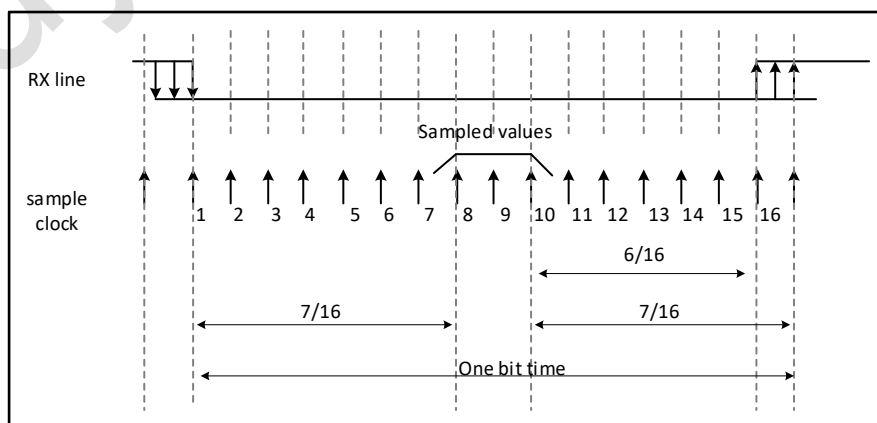 RX line
Sampled values
sample
clock
1 2 3 4 5 6 7 8 9 10 11 12 13 14 15 16
6/16
7/16 7/16
One bit time